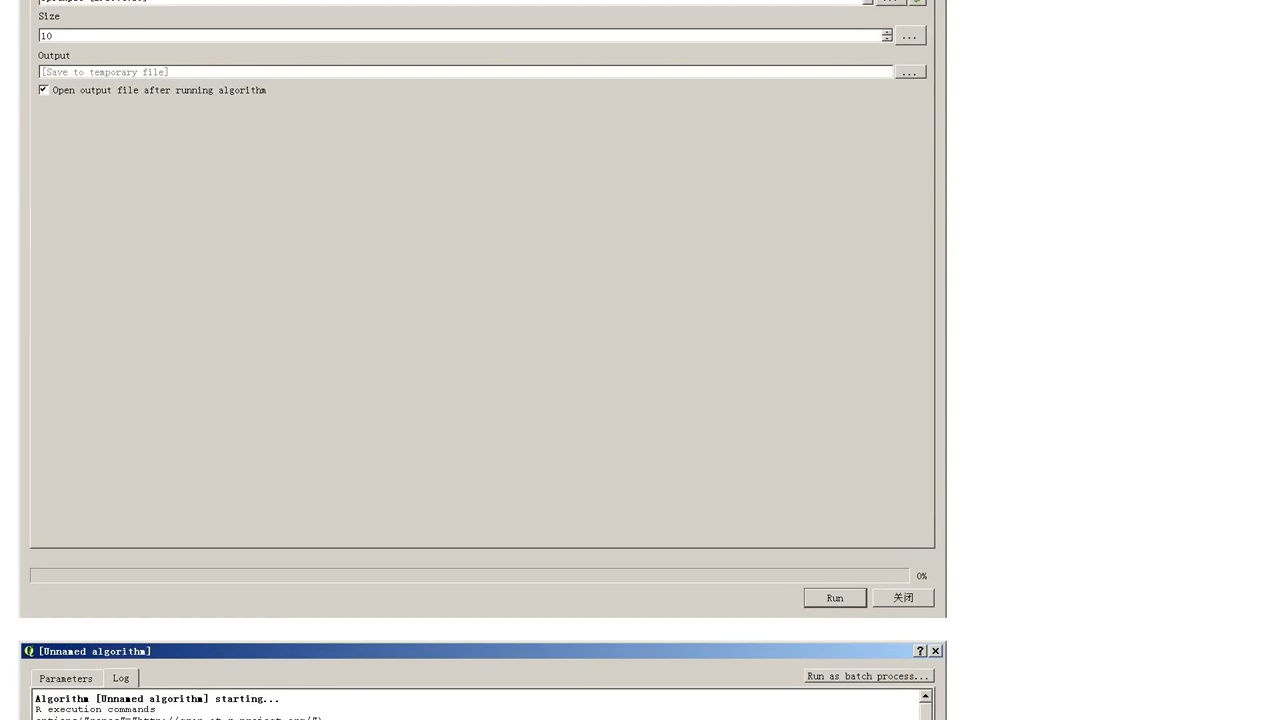 Size
10
...
Output
[Save to temporary file]
...
Open output file after running algorithm
0%
Run
关闭
[Unnamed algorithm]
Parameters
Log
Run as batch process...
Algorithm [Unnamed algorithm] starting...
R execution commands